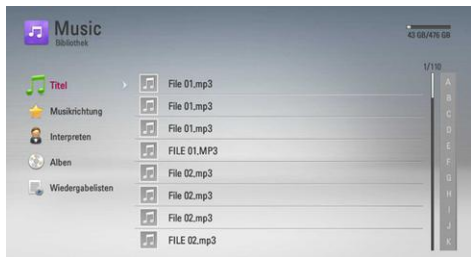 Music
Bibliothek
43 GB/476 GB
1/110
Titel
Musikrichtung
Interpreten
Alben
Wiedergabelisten
File 01.mp3
File 01.mp3
File 01.mp3
FILE 01.MP3
File 02.mp3
File 02.mp3
File 02.mp3
FILE 02.mp3
A
B
C
D
E
F
G
H
I
J
K